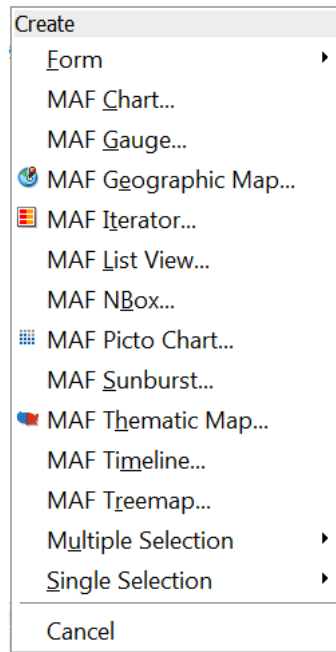 Create
Form
MAF Chart...
MAF Gauge...
MAF Geographic Map...
MAF Iterator...
MAF List View...
MAF NBox...
MAF Picto Chart...
MAF Sunburst...
MAF Thematic Map...
MAF Timeline...
MAF Treemap...
Multiple Selection
Single Selection
Cancel